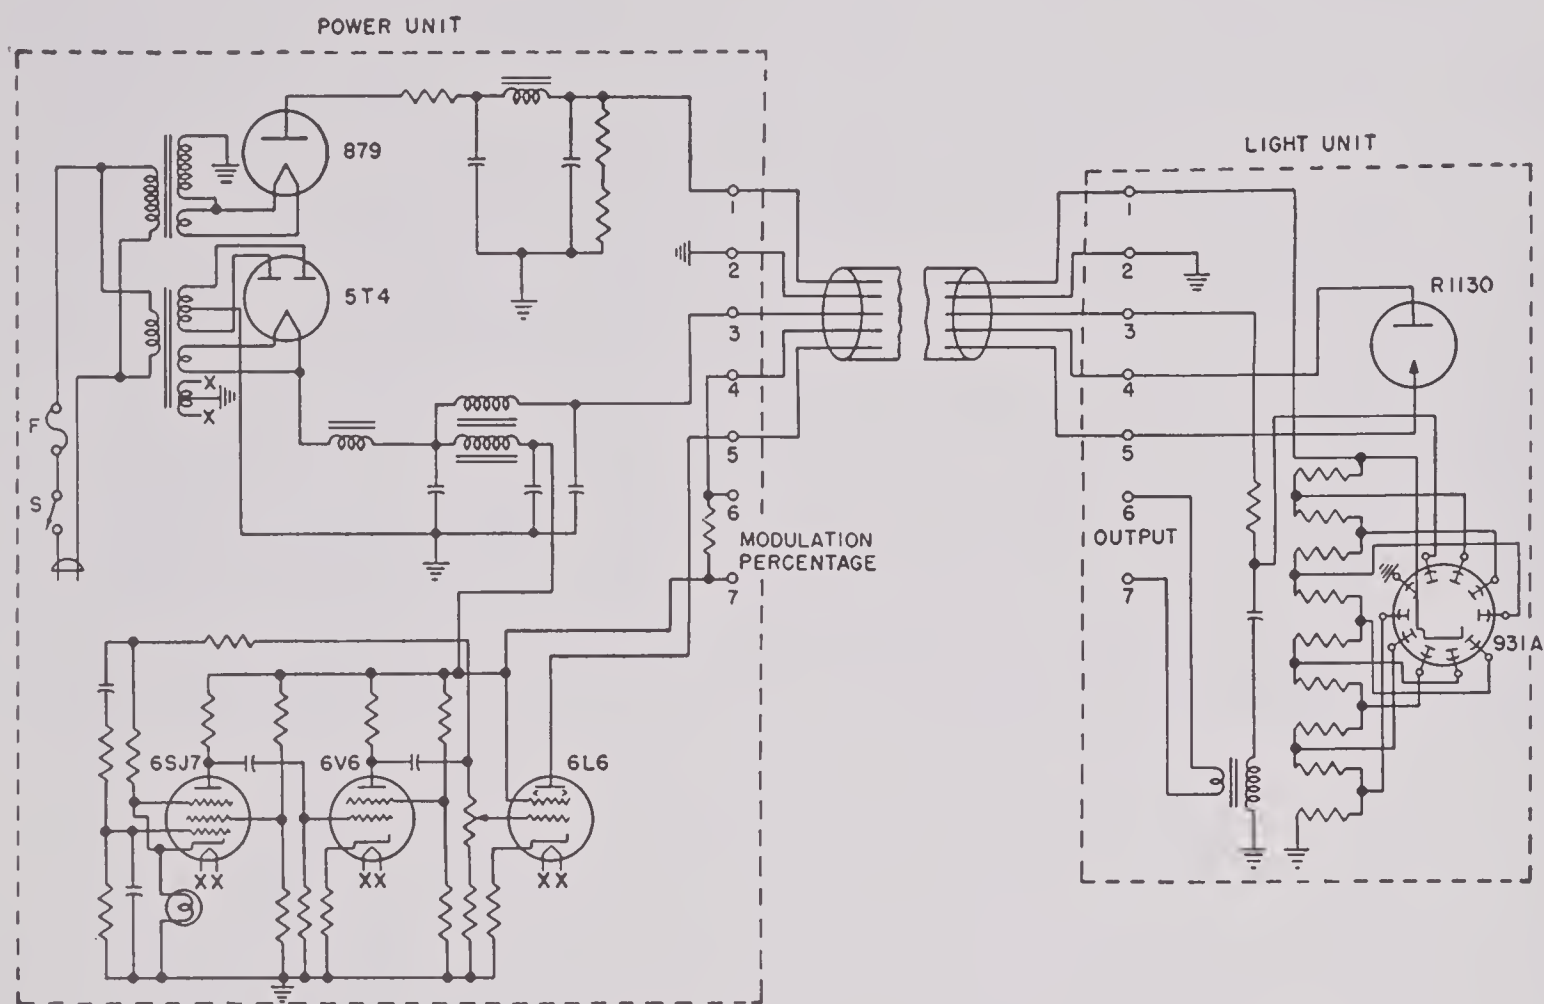 POWER UNIT
879
5T4
X
X
F
S
1
2
3
4
5
6
MODULATION
PERCENTAGE
7
6SJ7
6V6
6L6
XX
XX
XX
LIGHT UNIT
1
2
3
4
5
6
OUTPUT
7
R1130
931A